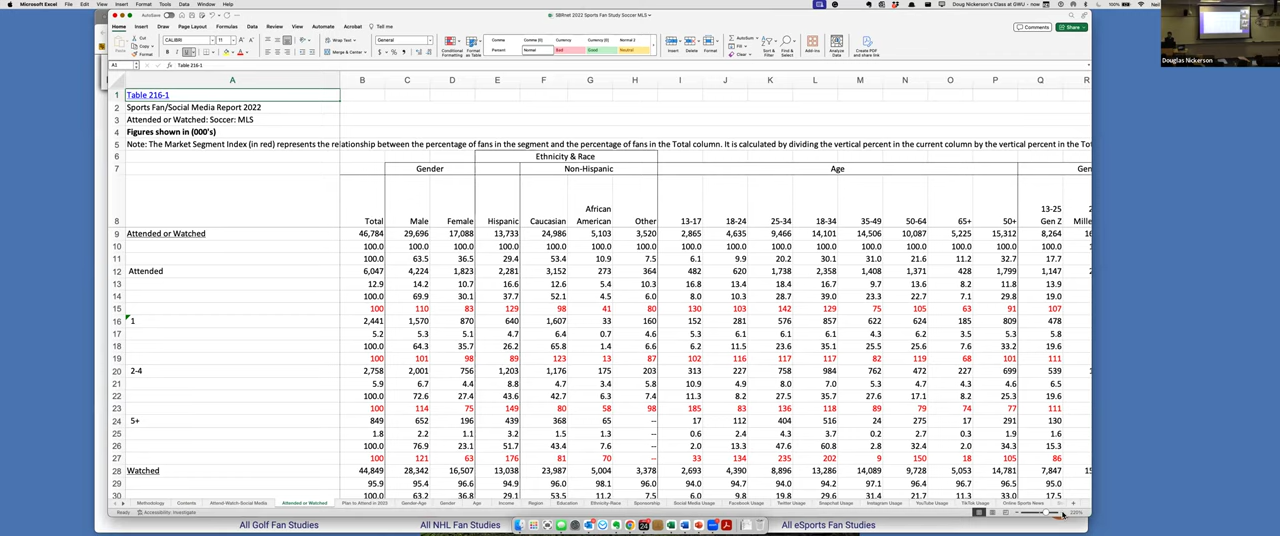 Microsoft Excel File Edit View Insert Format Tools Data Window Help
Doug Nickerson's Class at GWU - now
100%
AutoSave
SBRnet 2022 Sports Fan Study Soccer MLS
Home Insert Draw Page Layout Formulas Data Review View Automate Acrobat Tell me
Comments Share
Paste Cut Copy Format CALIBRI 11 Wrap Text Merge & Center General
Conditional Formatting Format as Table Comma Currency Currency [0] Percent Normal Bad Good Neutral
Insert Delete Format AutoSum Fill Clear Sort & Filter Find & Select Add-ins Analyze Data Create PDF and share link
Douglas Nickerson
A1 Table 216-1
A B C D E F G H I J K L M N O P Q R
1 Table 216-1
2 Sports Fan/Social Media Report 2022
3 Attended or Watched: Soccer: MLS
4 Figures shown in (000's)
5 Note: The Market Segment Index (in red) represents the relationship between the percentage of fans in the segment and the percentage of fans in the Total column. It is calculated by dividing the vertical percent in the current column by the vertical percent in the Tot
6 Ethnicity & Race
7 Gender Non-Hispanic Age Gen
8 Total Male Female Hispanic Caucasian African American Other 13-17 18-24 25-34 18-34 35-49 50-64 65+ 50+ 13-25 Gen Z Mille
9 Attended or Watched 46,784 29,696 17,088 13,733 24,986 5,103 3,520 2,865 4,635 9,466 14,101 14,506 10,087 5,225 15,312 8,264
10 100.0 100.0 100.0 100.0 100.0 100.0 100.0 100.0 100.0 100.0 100.0 100.0 100.0 100.0 100.0 100.0
11 100.0 63.5 36.5 29.4 53.4 10.9 7.5 6.1 9.9 20.2 30.1 31.0 21.6 11.2 32.7 17.7
12 Attended 6,047 4,224 1,823 2,281 3,152 273 364 482 620 1,738 2,358 1,408 1,371 428 1,799 1,147
13 12.9 14.2 10.7 16.6 12.6 5.4 10.3 16.8 13.4 18.4 16.7 9.7 13.6 8.2 11.8 13.9
14 100.0 69.9 30.1 37.7 52.1 4.5 6.0 8.0 10.3 28.7 39.0 23.3 22.7 7.1 29.8 19.0
15 100 110 83 129 98 41 80 130 103 142 129 75 105 63 91 107
16 1 2,441 1,570 870 640 1,607 33 160 152 281 576 857 622 624 185 809 478
17 5.2 5.3 5.1 4.7 6.4 0.7 4.6 5.3 6.1 6.1 6.1 4.3 6.2 3.5 5.3 5.8
18 100.0 64.3 35.7 26.2 65.8 1.4 6.6 6.2 11.5 23.6 35.1 25.5 25.6 7.6 33.2 19.6
19 100 101 98 89 123 13 87 102 116 117 117 82 119 68 101 111
20 2-4 2,758 2,001 756 1,203 1,176 175 203 313 227 758 984 762 472 227 699 539
21 5.9 6.7 4.4 8.8 4.7 3.4 5.8 10.9 4.9 8.0 7.0 5.3 4.7 4.3 4.6 6.5
22 100.0 72.6 27.4 43.6 42.7 6.3 7.4 11.3 8.2 27.5 35.7 27.6 17.1 8.2 25.3 19.6
23 100 114 75 149 80 58 98 185 83 136 118 89 79 74 77 111
24 5+ 849 652 196 439 368 65 -- 17 112 404 516 24 275 17 291 130
25 1.8 2.2 1.1 3.2 1.5 1.3 -- 0.6 2.4 4.3 3.7 0.2 2.7 0.3 1.9 1.6
26 100.0 76.9 23.1 51.7 43.4 7.6 -- 2.0 13.3 47.6 60.8 2.8 32.4 2.0 34.3 15.3
27 100 121 63 176 81 70 -- 33 134 235 202 9 150 18 105 86
28 Watched 44,849 28,342 16,507 13,038 23,987 5,004 3,378 2,693 4,390 8,896 13,286 14,089 9,728 5,053 14,781 7,847
29 95.9 95.4 96.6 94.9 96.0 98.1 96.0 94.0 94.7 94.0 94.2 97.1 96.4 96.7 96.5 95.0
30 100.0 63.2 36.8 29.1 53.5 11.2 7.5 6.0 9.8 19.8 29.6 31.4 21.7 11.3 33.0 17.5
Methodology Contents Attend-Watch-Social Media Attended or Watched Plan to Attend in 2023 Gender-Age Gender Age Income Region Education Ethnicity-Race Sponsorship Social Media Usage Facebook Usage Twitter Usage Snapchat Usage Instagram Usage YouTube Usage TikTok Usage Online Sports News
Ready Accessibility: Investigate 220%
All Golf Fan Studies All NHL Fan Studies All eSports Fan Studies